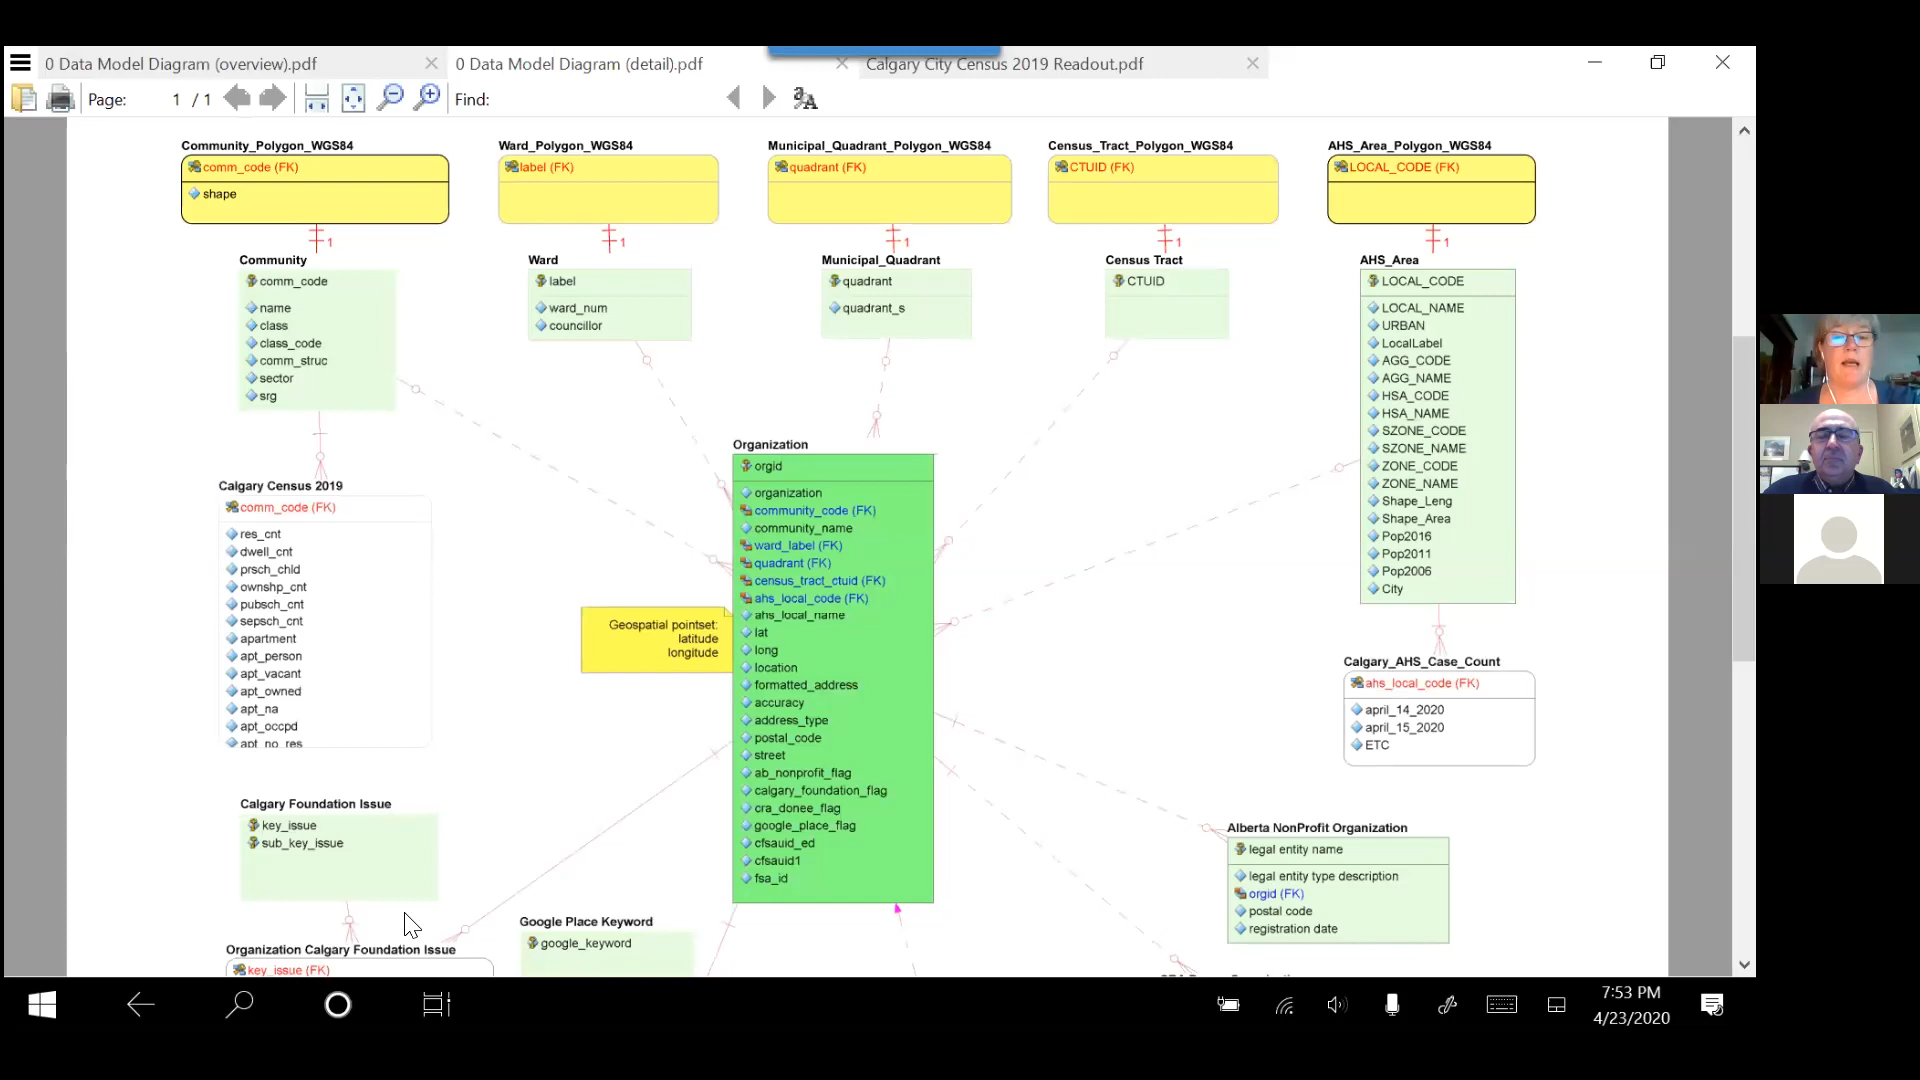 0 Data Model Diagram (overview).pdf
0 Data Model Diagram (detail).pdf
Calgary City Census 2019 Readout.pdf
Page: 1 / 1
Find:
Community_Polygon_WGS84
comm_code (FK)
shape
1
Ward_Polygon_WGS84
label (FK)
1
Municipal_Quadrant_Polygon_WGS84
quadrant (FK)
1
Census_Tract_Polygon_WGS84
CTUID (FK)
1
AHS_Area_Polygon_WGS84
LOCAL_CODE (FK)
1
Community
comm_code
name
class
class_code
comm_struc
sector
srg
Ward
label
ward_num
councillor
Municipal_Quadrant
quadrant
quadrant_s
Census Tract
CTUID
AHS_Area
LOCAL_CODE
LOCAL_NAME
URBAN
LocalLabel
AGG_CODE
AGG_NAME
HSA_CODE
HSA_NAME
SZONE_CODE
SZONE_NAME
ZONE_CODE
ZONE_NAME
Shape_Leng
Shape_Area
Pop2016
Pop2011
Pop2006
City
Calgary Census 2019
comm_code (FK)
res_cnt
dwell_cnt
prsch_chld
ownshp_cnt
pubsch_cnt
sepsch_cnt
apartment
apt_person
apt_vacant
apt_owned
apt_na
apt_occpd
apt_no_res
Organization
orgid
organization
community_code (FK)
community_name
ward_label (FK)
quadrant (FK)
census_tract_ctuid (FK)
ahs_local_code (FK)
ahs_local_name
lat
long
location
formatted_address
accuracy
address_type
postal_code
street
ab_nonprofit_flag
calgary_foundation_flag
cra_donee_flag
google_place_flag
cfsauid_ed
cfsauid1
fsa_id
Geospatial pointset:
latitude
longitude
Calgary_AHS_Case_Count
ahs_local_code (FK)
april_14_2020
april_15_2020
ETC
Calgary Foundation Issue
key_issue
sub_key_issue
Alberta NonProfit Organization
legal entity name
legal entity type description
orgid (FK)
postal code
registration date
Google Place Keyword
google_keyword
Organization Calgary Foundation Issue
key_issue (FK)
7:53 PM
4/23/2020